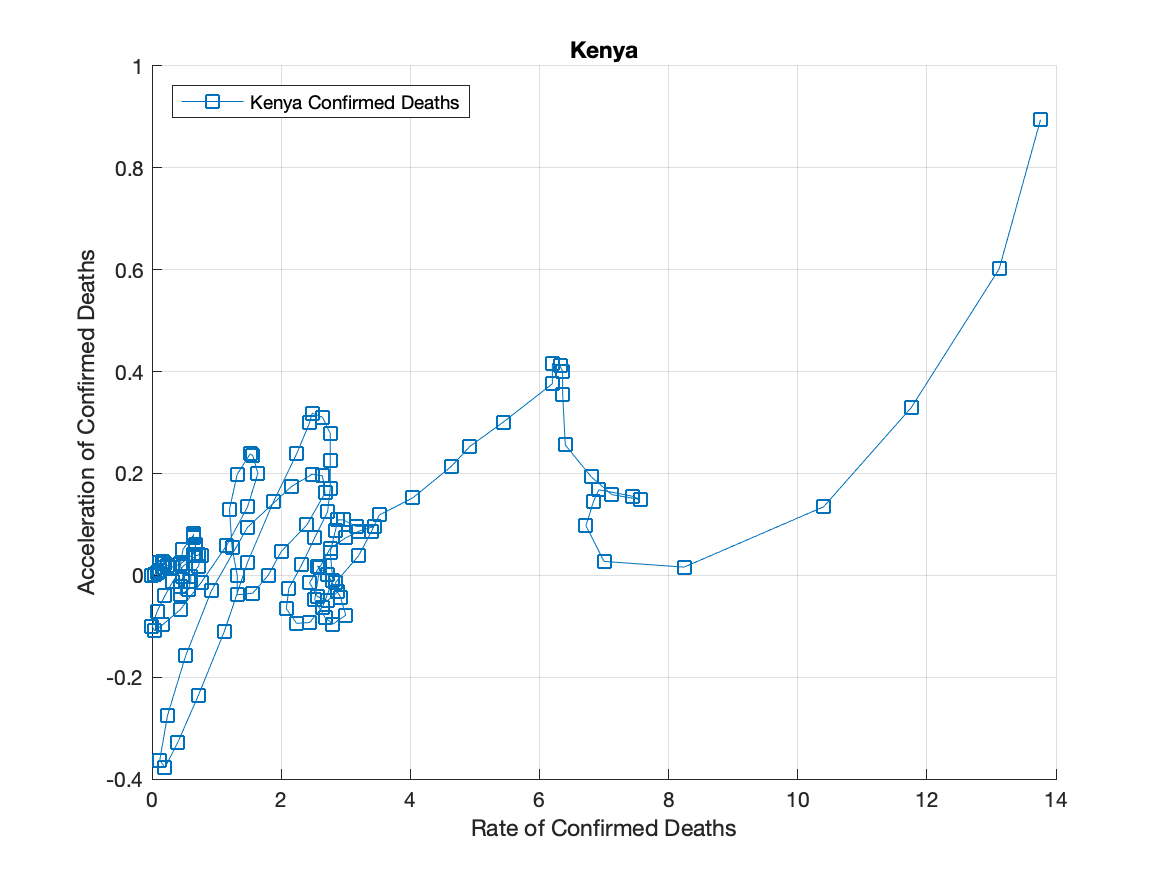 Kenya
Kenya Confirmed Deaths
Acceleration of Confirmed Deaths
1
0.8
0.6
0.4
0.2
0
-0.2
-0.4
0 2 4 6 8 10 12 14
Rate of Confirmed Deaths